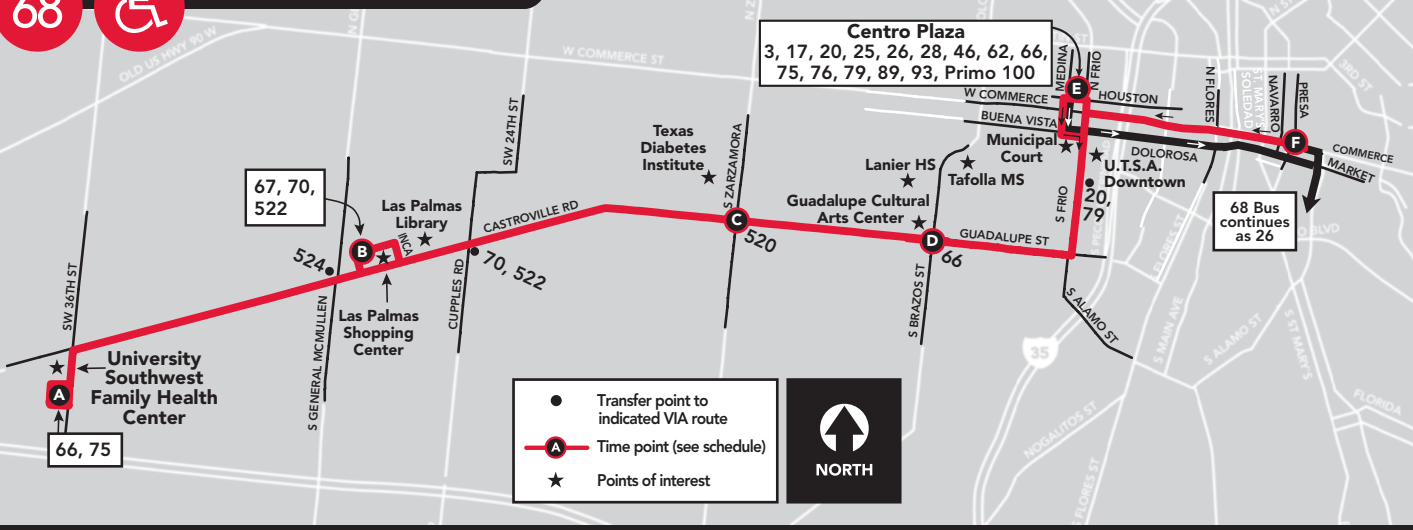 68
OLD US HWY 90 W
W COMMERCE ST
Centro Plaza
3, 17, 20, 25, 26, 28, 46, 62, 66,
75, 76, 79, 89, 93, Primo 100
MEDINA
N FRIO
E
W COMMERCE
HOUSTON
BUENA VISTA
N FLORES
ST. MARY'S
SOLEDAD
NAVARRO
PRESA
3RD ST
F
COMMERCE
MARKET
DOLOROSA
Municipal
Court
U.T.S.A.
Downtown
20,
79
S FRIO
68 Bus
continues
as 26
SW 24TH ST
Texas
Diabetes
Institute
S ZARZAMORA
Lanier HS
Tafolla MS
Guadalupe Cultural
Arts Center
67, 70,
522
Las Palmas
Library
CASTROVILLE RD
B
INCA
C
520
D
66
GUADALUPE ST
524
70, 522
SW 36TH ST
S GENERAL MCMULLEN
CUPPLES RD
Las Palmas
Shopping
Center
S BRAZOS ST
S ALAMO ST
S FLORES ST
S MAIN AVE
S ALAMO ST
S ST MARY'S
35
University
Southwest
Family Health
Center
A
66, 75
Transfer point to
indicated VIA route
A
Time point (see schedule)
Points of interest
NORTH
NOGALITOS ST
S FLORES ST
FLORIDA